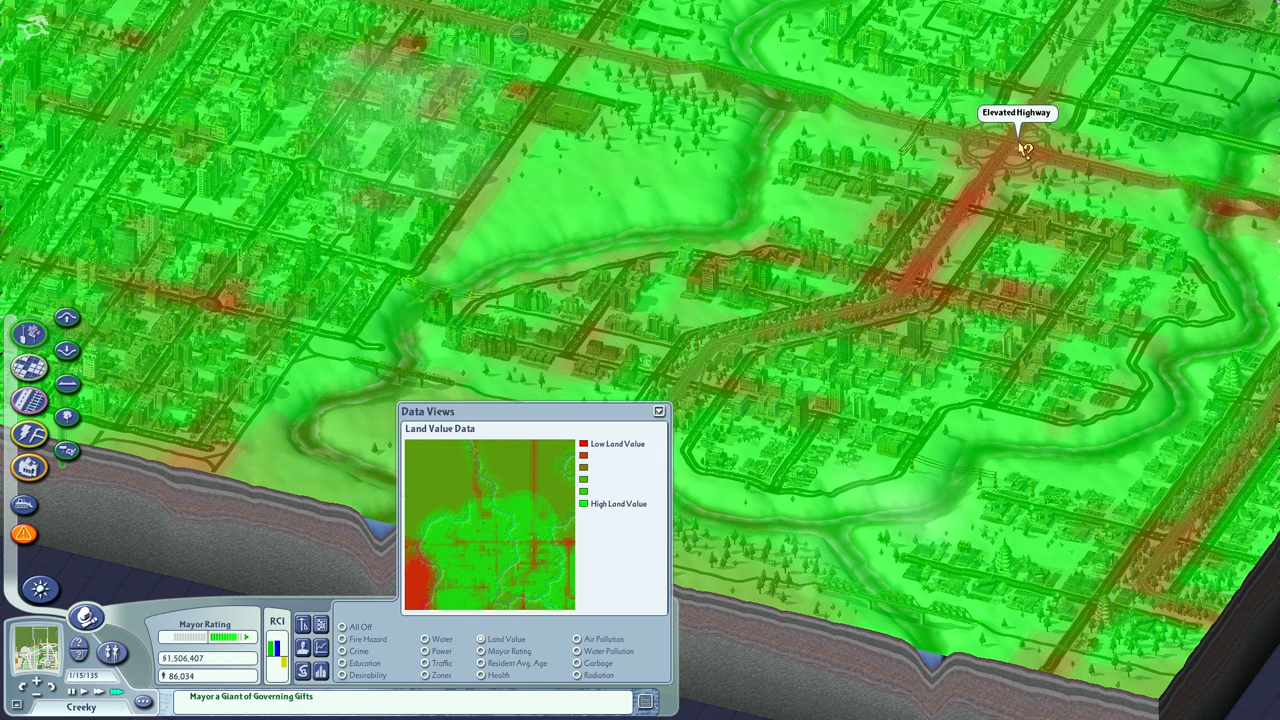 Elevated Highway
Data Views
Land Value Data
Low Land Value
High Land Value
Mayor Rating
RCI
§1,506,407
86,034
1/15/135
Creeky
All Off
Fire Hazard
Water
Land Value
Air Pollution
Crime
Power
Mayor Rating
Water Pollution
Education
Traffic
Resident Avg. Age
Garbage
Desirability
Zones
Health
Radiation
Mayor a Giant of Governing Gifts